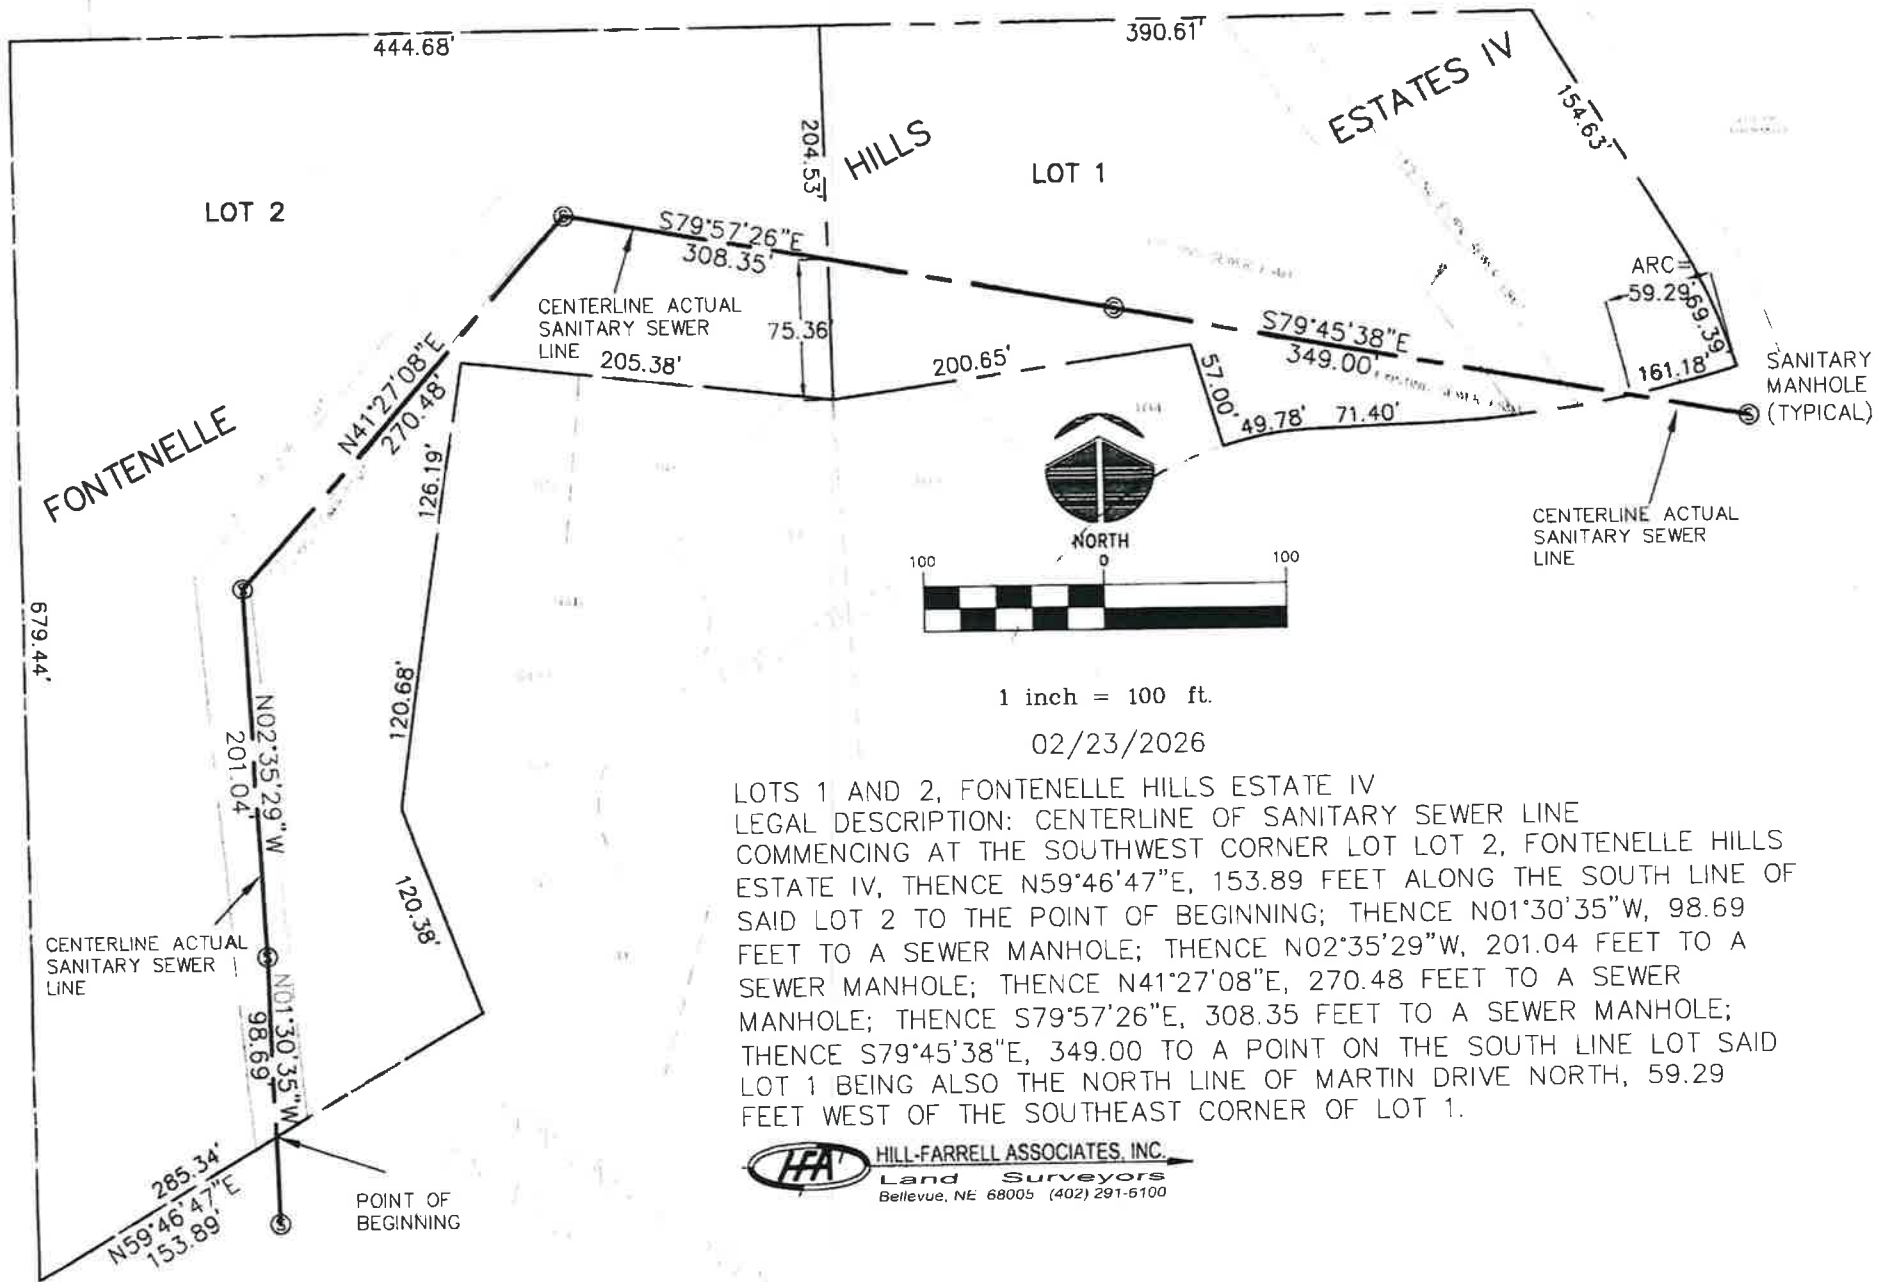 444.68'
390.61'
FONTENELLE
HILLS
ESTATES IV
LOT 2
LOT 1
204.53'
154.63'
S79°57'26"E
308.35'
CENTERLINE ACTUAL
SANITARY SEWER
LINE
75.36
205.38'
200.65'
S79°45'38"E
349.00'
57.00'
49.78'
71.40'
ARC=
59.29'
69.39'
161.18'
SANITARY
MANHOLE
(TYPICAL)
CENTERLINE ACTUAL
SANITARY SEWER
LINE
N41°27'08"E
270.48'
126.19'
120.68'
120.38'
679.44'
N02°35'29"W
201.04'
CENTERLINE ACTUAL
SANITARY SEWER
LINE
N01°30'35"W
98.69'
285.34'
N59°46'47"E
153.89'
POINT OF
BEGINNING
NORTH
100
0
100
1 inch = 100 ft.
02/23/2026
LOTS 1 AND 2, FONTENELLE HILLS ESTATE IV
LEGAL DESCRIPTION: CENTERLINE OF SANITARY SEWER LINE
COMMENCING AT THE SOUTHWEST CORNER LOT LOT 2, FONTENELLE HILLS
ESTATE IV, THENCE N59°46'47"E, 153.89 FEET ALONG THE SOUTH LINE OF
SAID LOT 2 TO THE POINT OF BEGINNING; THENCE N01°30'35"W, 98.69
FEET TO A SEWER MANHOLE; THENCE N02°35'29"W, 201.04 FEET TO A
SEWER MANHOLE; THENCE N41°27'08"E, 270.48 FEET TO A SEWER
MANHOLE; THENCE S79°57'26"E, 308.35 FEET TO A SEWER MANHOLE;
THENCE S79°45'38"E, 349.00 TO A POINT ON THE SOUTH LINE LOT SAID
LOT 1 BEING ALSO THE NORTH LINE OF MARTIN DRIVE NORTH, 59.29
FEET WEST OF THE SOUTHEAST CORNER OF LOT 1.
HFA
HILL-FARRELL ASSOCIATES, INC.
Land Surveyors
Bellevue, NE 68005 (402) 291-6100